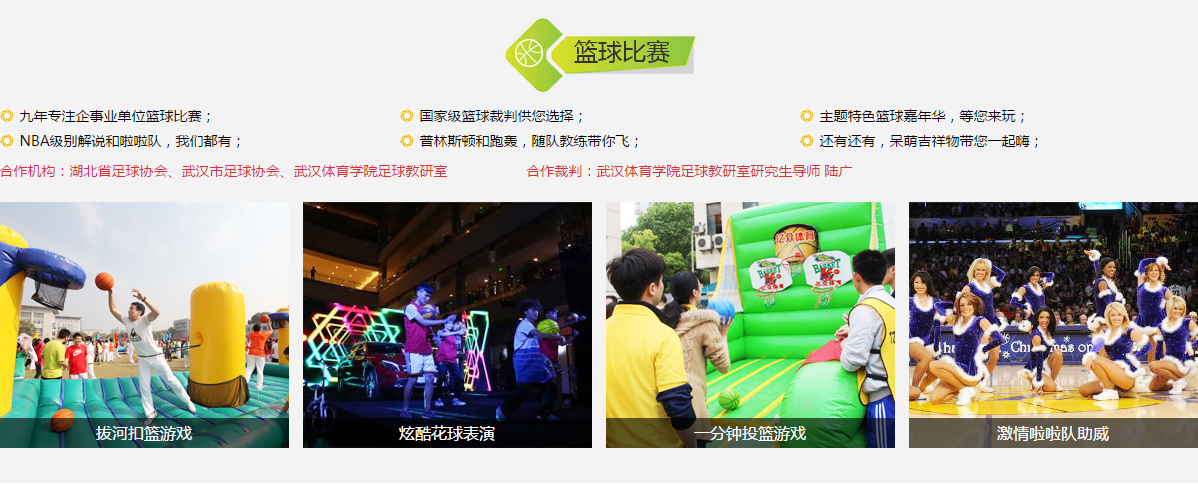 篮球比赛
九年专注企事业单位篮球比赛；
国家级篮球裁判供您选择；
主题特色篮球嘉年华，等您来玩；
NBA级别解说和啦啦队，我们都有；
普林斯顿和跑轰，随队教练带你飞；
还有还有，呆萌吉祥物带您一起嗨；
合作机构：湖北省足球协会、武汉市足球协会、武汉体育学院足球教研室
合作裁判：武汉体育学院足球教研室研究生导师 陆广
亿众体育
BASKET
BASKET
Christmas on
拔河扣篮游戏
炫酷花球表演
一分钟投篮游戏
激情啦啦队助威